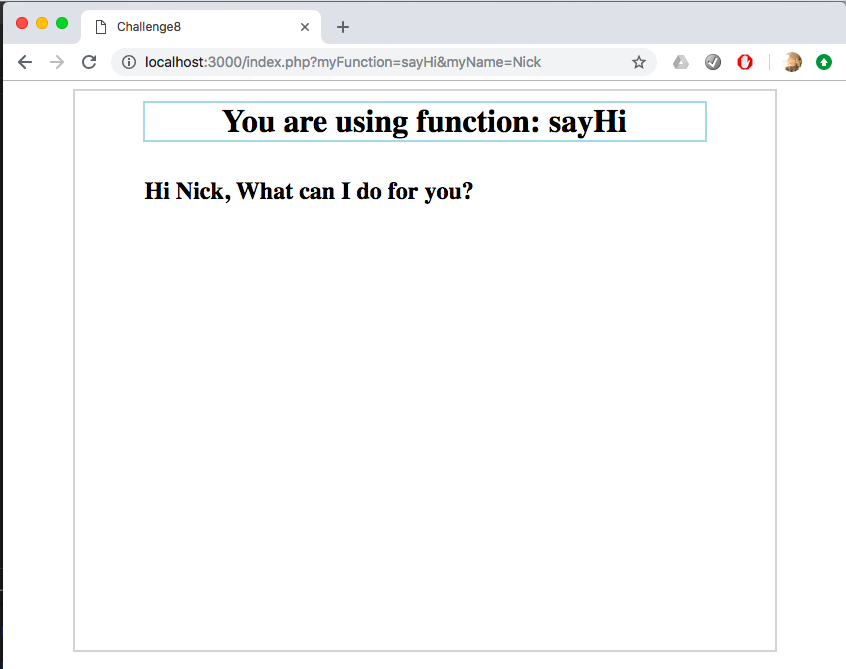 Challenge8
localhost:3000/index.php?myFunction=sayHi&myName=Nick
You are using function: sayHi
Hi Nick, What can I do for you?